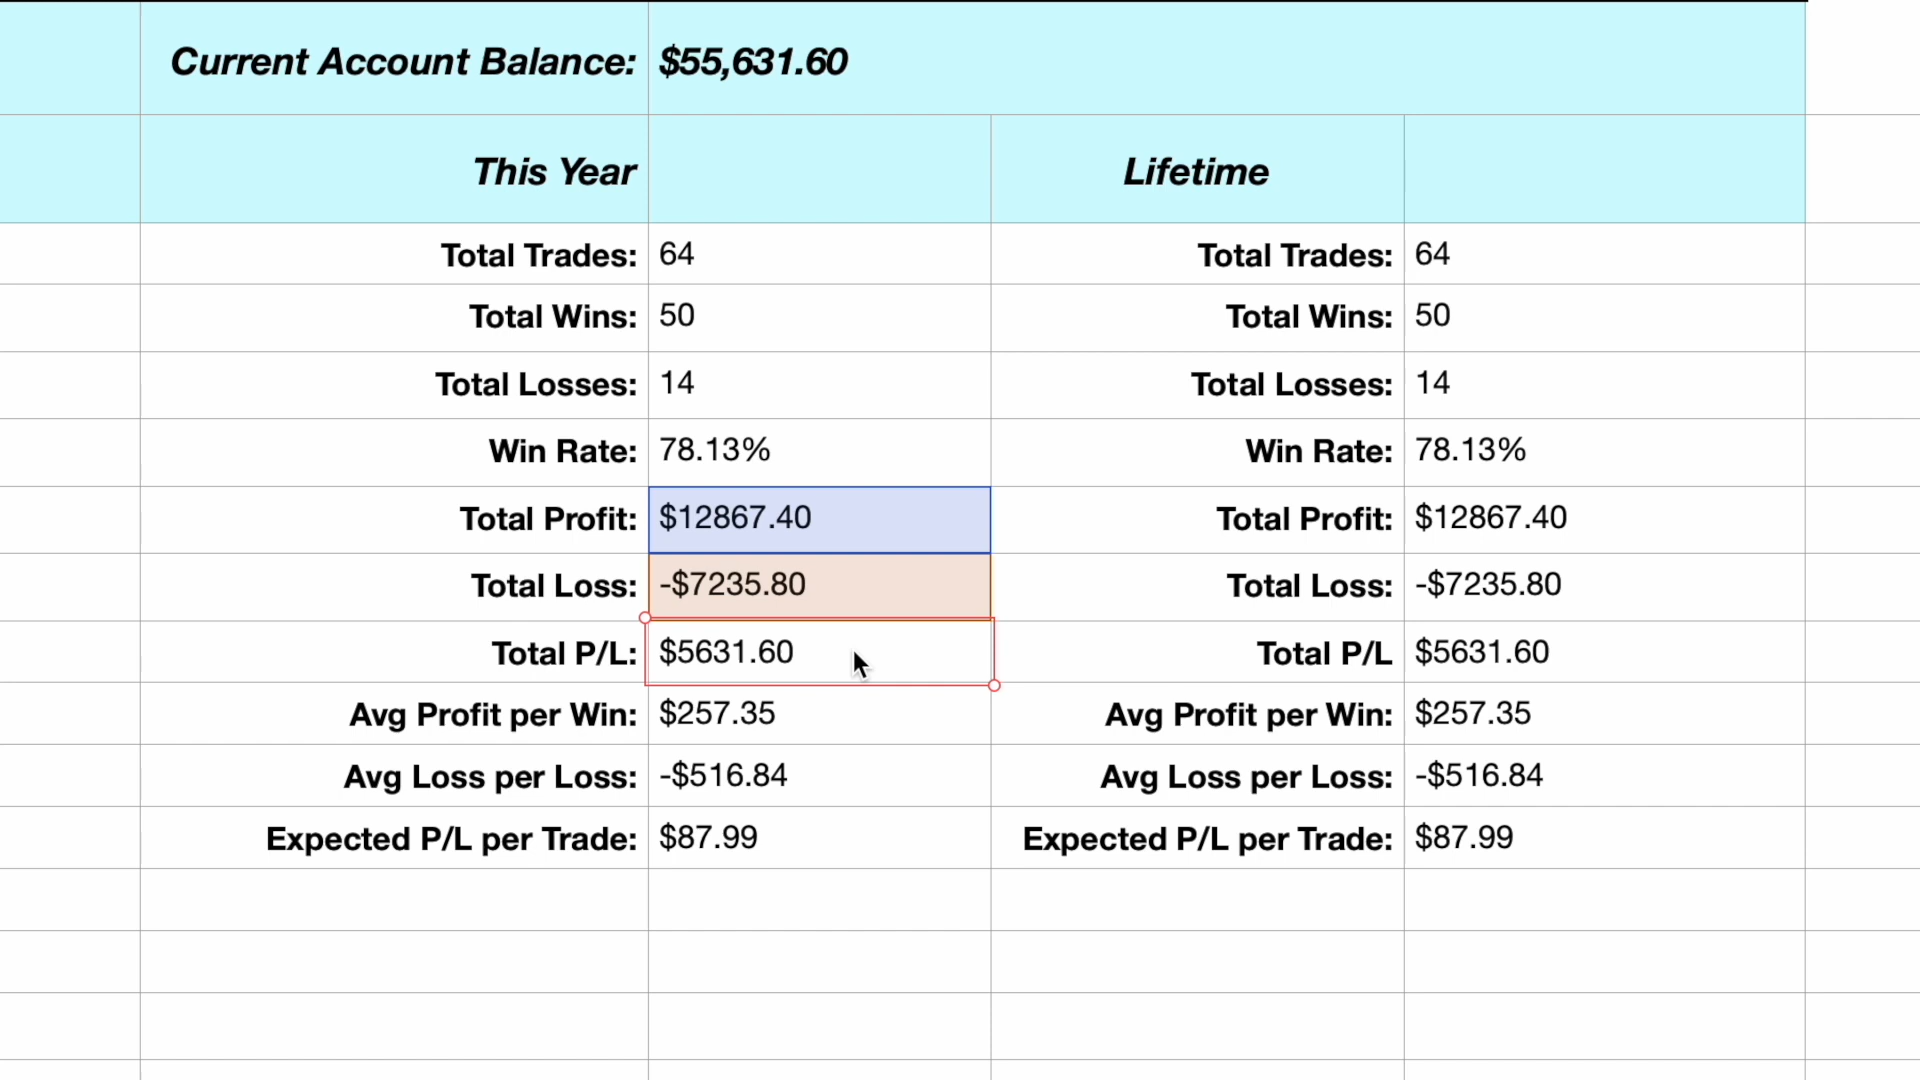 Current Account Balance: $55,631.60
This Year Lifetime
Total Trades: 64 Total Trades: 64
Total Wins: 50 Total Wins: 50
Total Losses: 14 Total Losses: 14
Win Rate: 78.13% Win Rate: 78.13%
Total Profit: $12867.40 Total Profit: $12867.40
Total Loss: -$7235.80 Total Loss: -$7235.80
Total P/L: $5631.60 Total P/L $5631.60
Avg Profit per Win: $257.35 Avg Profit per Win: $257.35
Avg Loss per Loss: -$516.84 Avg Loss per Loss: -$516.84
Expected P/L per Trade: $87.99 Expected P/L per Trade: $87.99